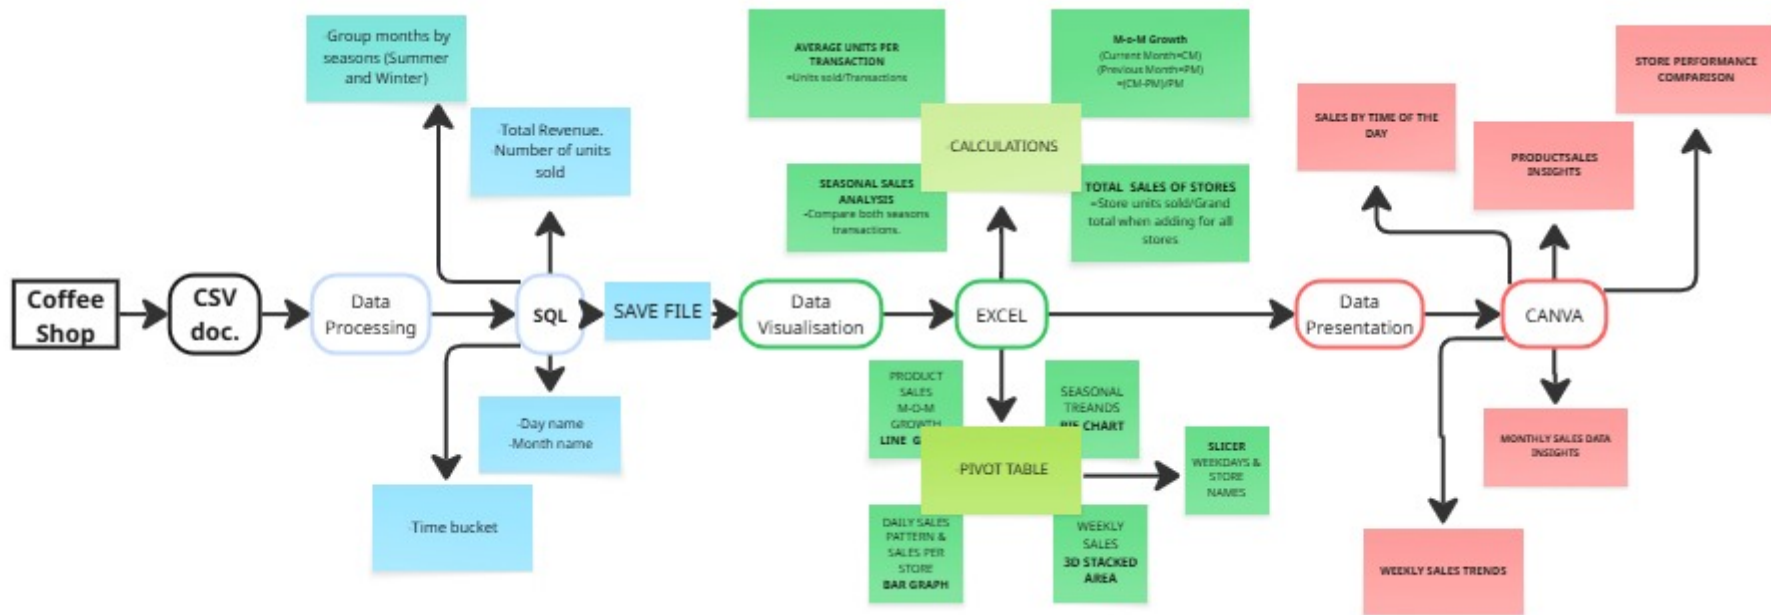 -Group months by
seasons (Summer
and Winter)
-Total Revenue.
-Number of units
sold
AVERAGE UNITS PER
TRANSACTION
=Units sold/Transactions
M-o-M Growth
(Current Month=CM)
(Previous Month=PM)
=(CM-PM)/PM
-CALCULATIONS
SEASONAL SALES
ANALYSIS
-Compare both seasons
transactions.
TOTAL SALES OF STORES
=Store units sold/Grand
total when adding for all
stores
SALES BY TIME OF THE
DAY
PRODUCTSALES
INSIGHTS
STORE PERFORMANCE
COMPARISON
Coffee
Shop
CSV
doc.
Data
Processing
SQL
SAVE FILE
Data
Visualisation
EXCEL
Data
Presentation
CANVA
-Day name
-Month name
-Time bucket
PRODUCT
SALES
M-O-M
GROWTH
LINE
SEASONAL
TREANDS
PIE CHART
-PIVOT TABLE
SLICER
WEEKDAYS &
STORE
NAMES
DAILY SALES
PATTERN &
SALES PER
STORE
BAR GRAPH
WEEKLY
SALES
3D STACKED
AREA
MONTHLY SALES DATA
INSIGHTS
WEEKLY SALES TRENDS